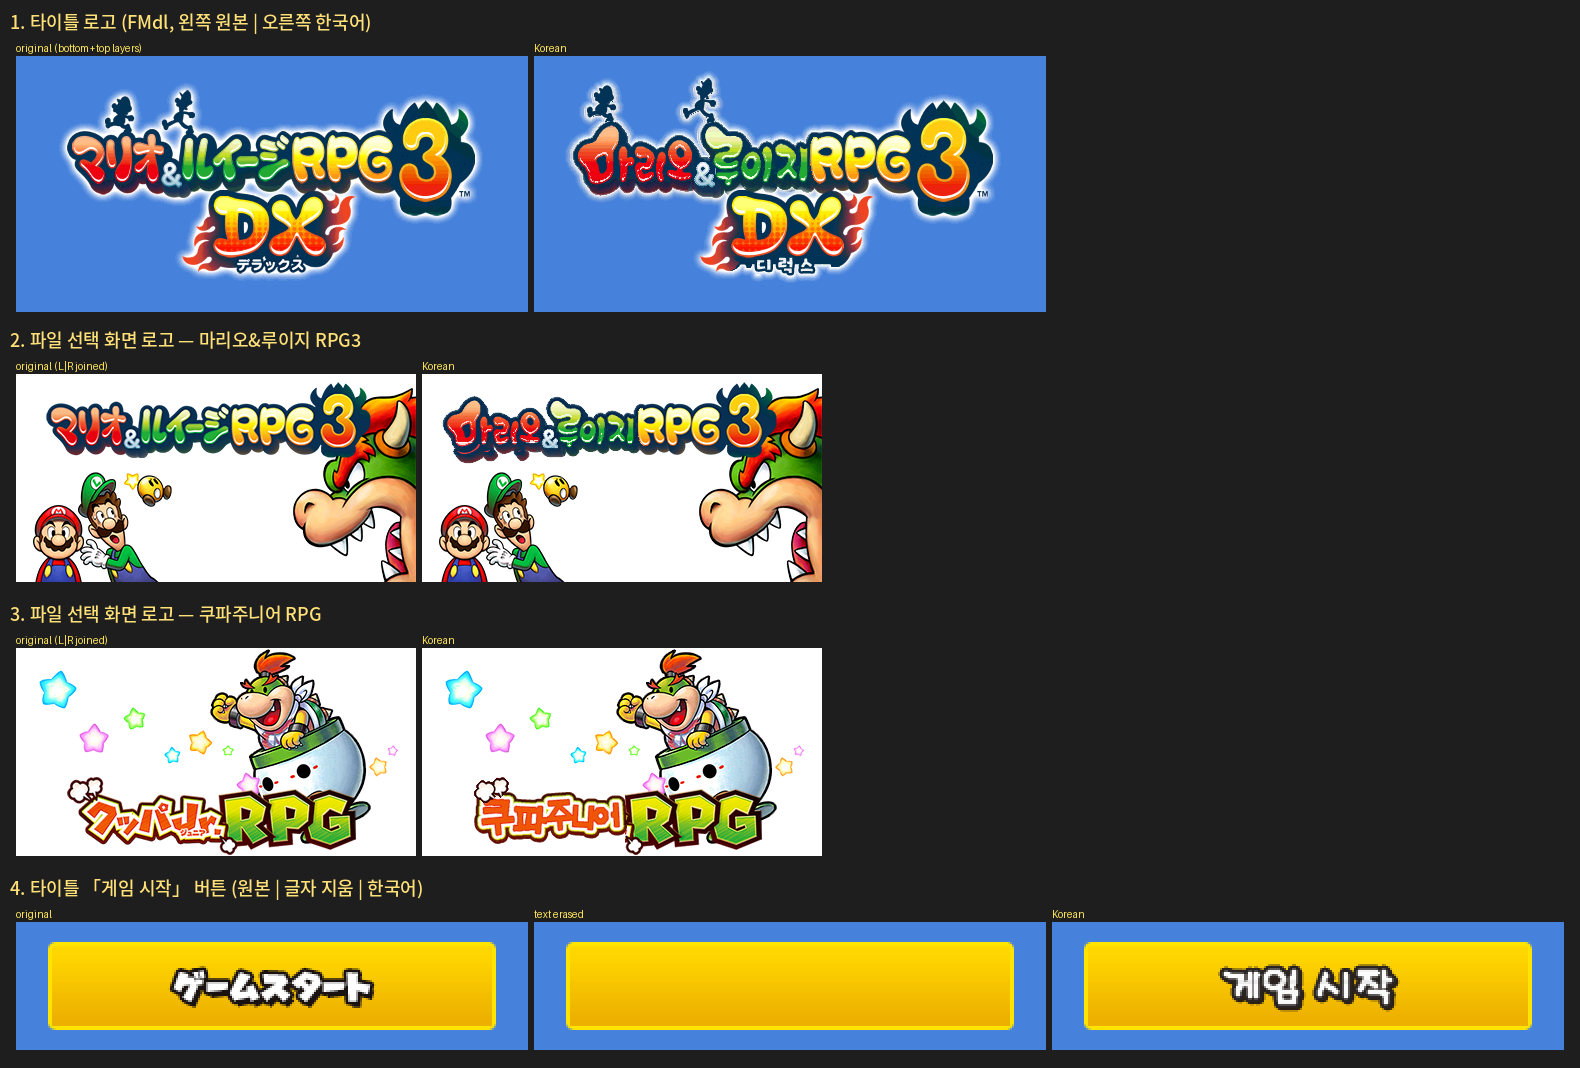 1. 타이틀 로고 (FMdl, 왼쪽 원본 | 오른쪽 한국어)
original (bottom+top layers)
Korean
マリオ&ルイージRPG3
TM
DX
デラックス
마리오&루이지RPG3
TM
DX
디럭스
2. 파일 선택 화면 로고 — 마리오&루이지 RPG3
original (L|R joined)
Korean
マリオ&ルイージRPG3
마리오&루이지RPG3
3. 파일 선택 화면 로고 — 쿠파주니어 RPG
original (L|R joined)
Korean
クッパJr.RPG
ジュニア
쿠파주니어RPG
4. 타이틀 「게임 시작」 버튼 (원본 | 글자 지움 | 한국어)
original
text erased
Korean
ゲームスタート
게임 시작